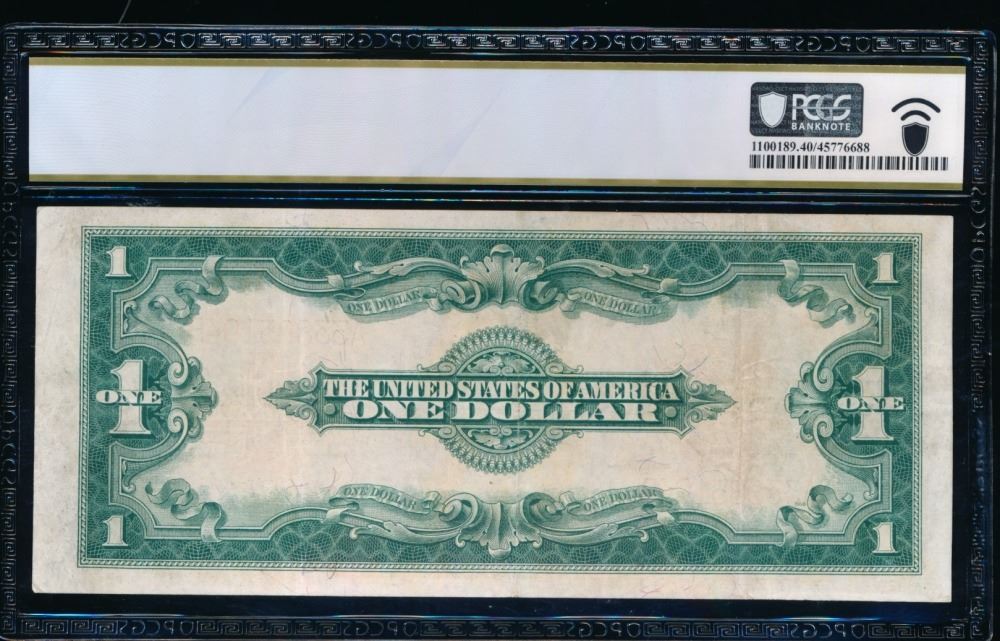 PCGS
BANKNOTE
1100189.40/45776688
1 1
ONE DOLLAR ONE DOLLAR
1 1
ONE ONE
THE UNITED STATES OF AMERICA
ONE DOLLAR
ONE DOLLAR ONE DOLLAR
1 1